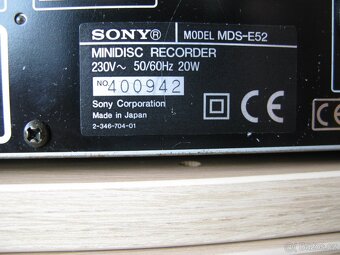 SONY® MODEL MDS-E52
MINIDISC RECORDER
230V~ 50/60Hz 20W
NO. 400942
Sony Corporation
Made in Japan
2-346-704-01
CE